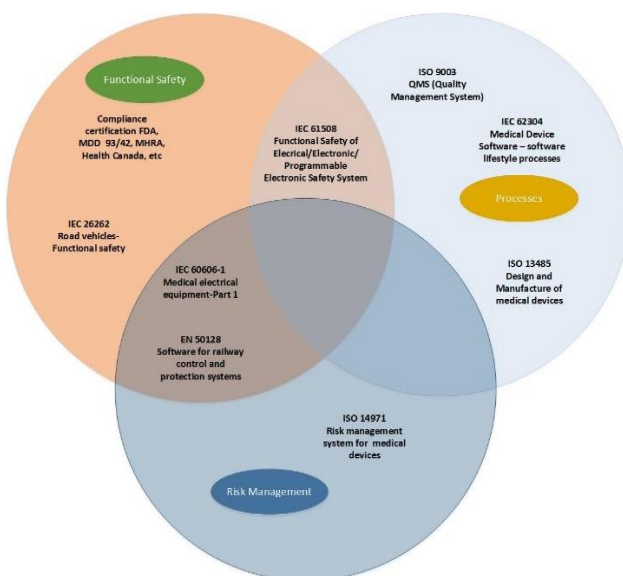 Functional Safety
Compliance
certification FDA,
MDD 93/42, MHRA,
Health Canada, etc
IEC 26262
Road vehicles-
Functional safety
IEC 61508
Functional Safety of
Elecrical/Electronic/
Programmable
Electronic Safety System
ISO 9003
QMS (Quality
Management System)
IEC 62304
Medical Device
Software – software
lifestyle processes
Processes
ISO 13485
Design and
Manufacture of
medical devices
IEC 60606-1
Medical electrical
equipment-Part 1
EN 50128
Software for railway
control and
protection systems
ISO 14971
Risk management
system for medical
devices
Risk Management